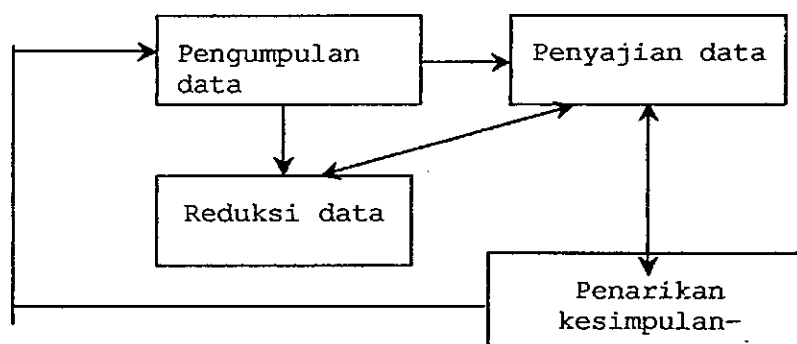 Pengumpulan
data
Penyajian data
Reduksi data
Penarikan
kesimpulan-